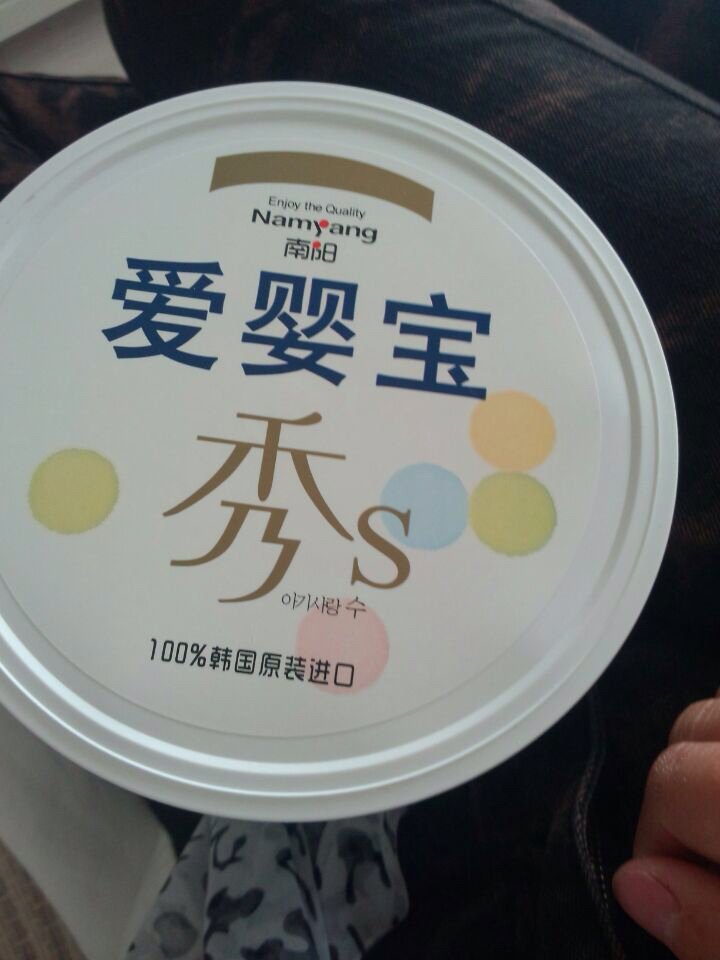 Enjoy the Quality
Namyang
南阳
爱婴宝
秀S
아기사랑 수
100%韩国原装进口